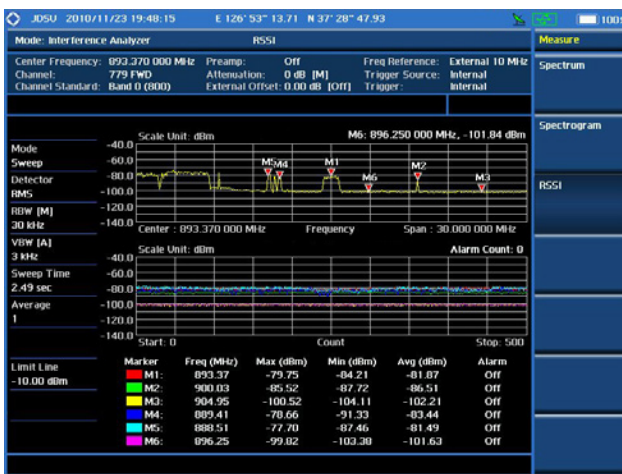 JDSU 2010/11/23 19:48:15 E 126° 53" 13.71 N 37° 28" 47.93 100%
Mode: Interference Analyzer RSSI Measure
Center Frequency: 893.370 000 MHz Preamp: Off Freq Reference: External 10 MHz
Channel: 779 FWD Attenuation: 0 dB [M] Trigger Source: Internal
Channel Standard: Band 0 (800) External Offset: 0.00 dB [Off] Trigger: Internal
Spectrum
Spectrogram
RSSI
Scale Unit: dBm M6: 896.250 000 MHz, -101.84 dBm
Mode
Sweep
Detector
RMS
RBW [M]
30 kHz
VBW [A]
3 kHz
Sweep Time
2.49 sec
Average
1
Limit Line
-10.00 dBm
-40.0
-60.0
-80.0
-100.0
-120.0
-140.0
M5 M4 M1 M6 M2 M3
Center : 893.370 000 MHz Frequency Span : 30.000 000 MHz
Scale Unit: dBm Alarm Count: 0
-40.0
-60.0
-80.0
-100.0
-120.0
-140.0
Start: 0 Count Stop: 500
Marker Freq (MHz) Max (dBm) Min (dBm) Avg (dBm) Alarm
M1: 893.37 -79.75 -84.21 -81.87 Off
M2: 900.03 -85.52 -87.72 -86.51 Off
M3: 904.95 -100.52 -104.11 -102.21 Off
M4: 889.41 -78.66 -91.33 -83.44 Off
M5: 888.51 -77.70 -87.46 -81.49 Off
M6: 896.25 -99.82 -103.38 -101.63 Off